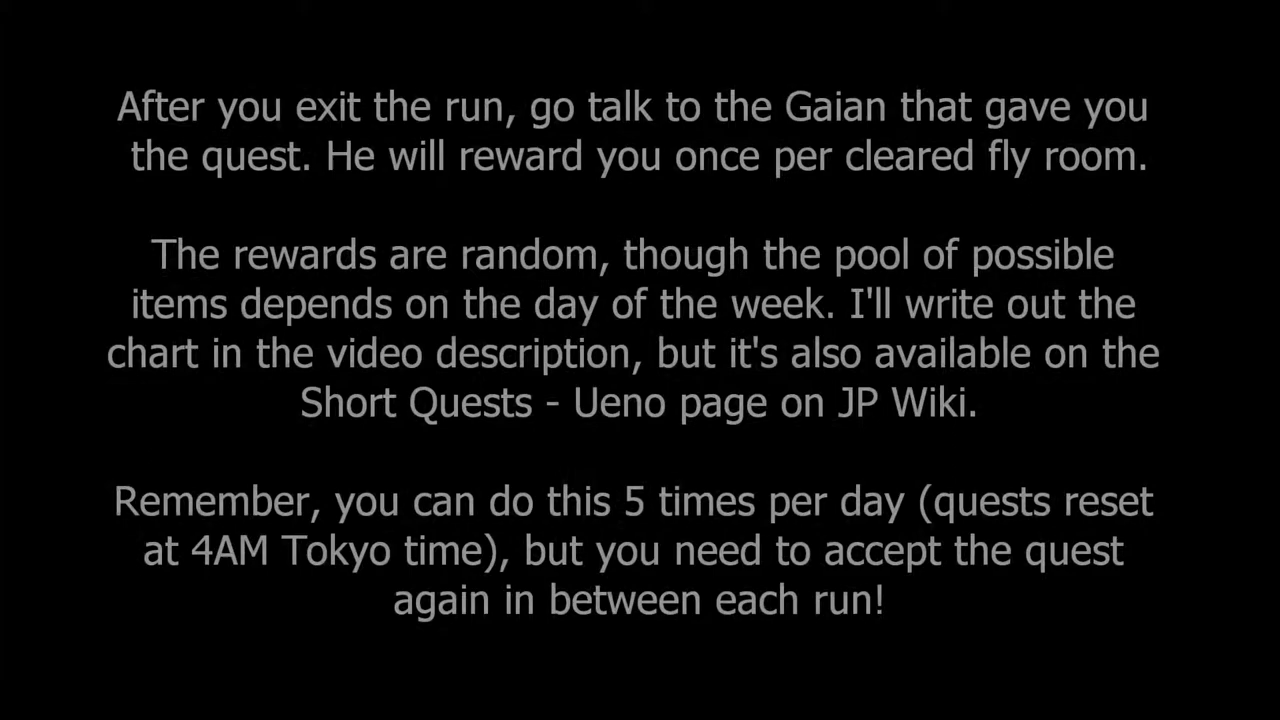 After you exit the run, go talk to the Gaian that gave you
the quest. He will reward you once per cleared fly room.
The rewards are random, though the pool of possible
items depends on the day of the week. I'll write out the
chart in the video description, but it's also available on the
Short Quests - Ueno page on JP Wiki.
Remember, you can do this 5 times per day (quests reset
at 4AM Tokyo time), but you need to accept the quest
again in between each run!